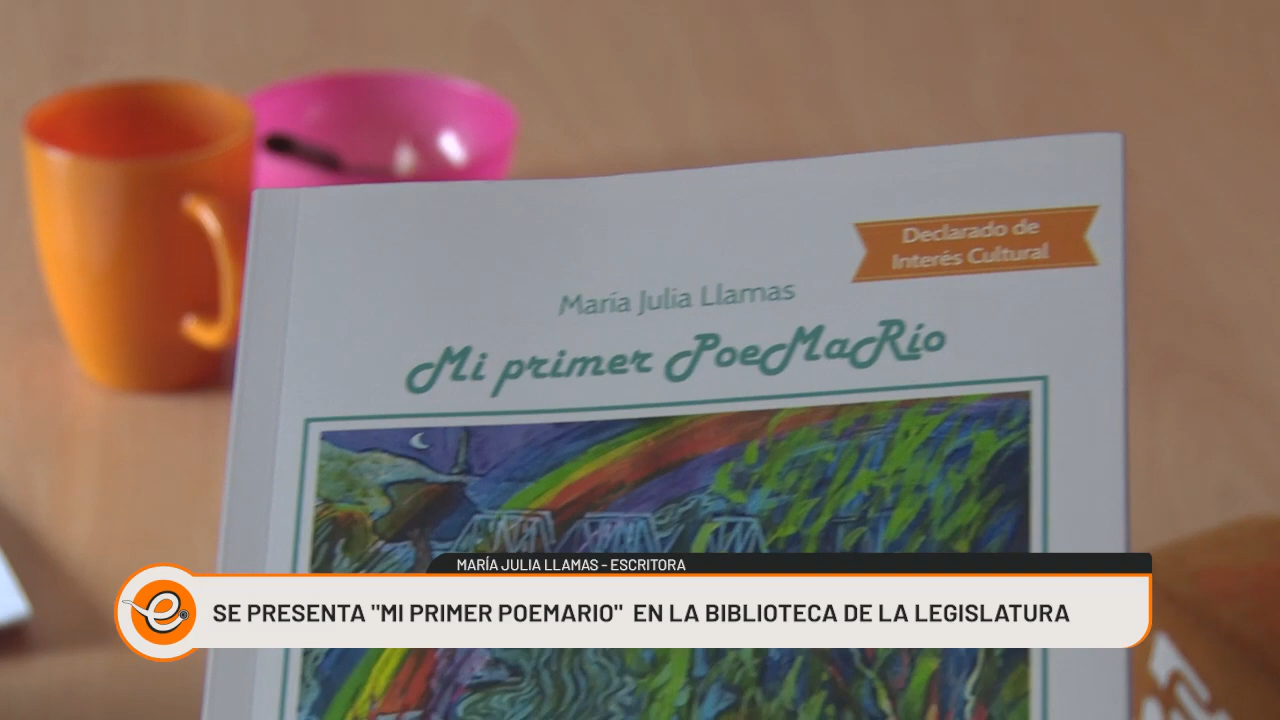 Declarado de
Interés Cultural
María Julia Llamas
Mi primer PoeMaRío
MARÍA JULIA LLAMAS - ESCRITORA
SE PRESENTA "MI PRIMER POEMARIO" EN LA BIBLIOTECA DE LA LEGISLATURA